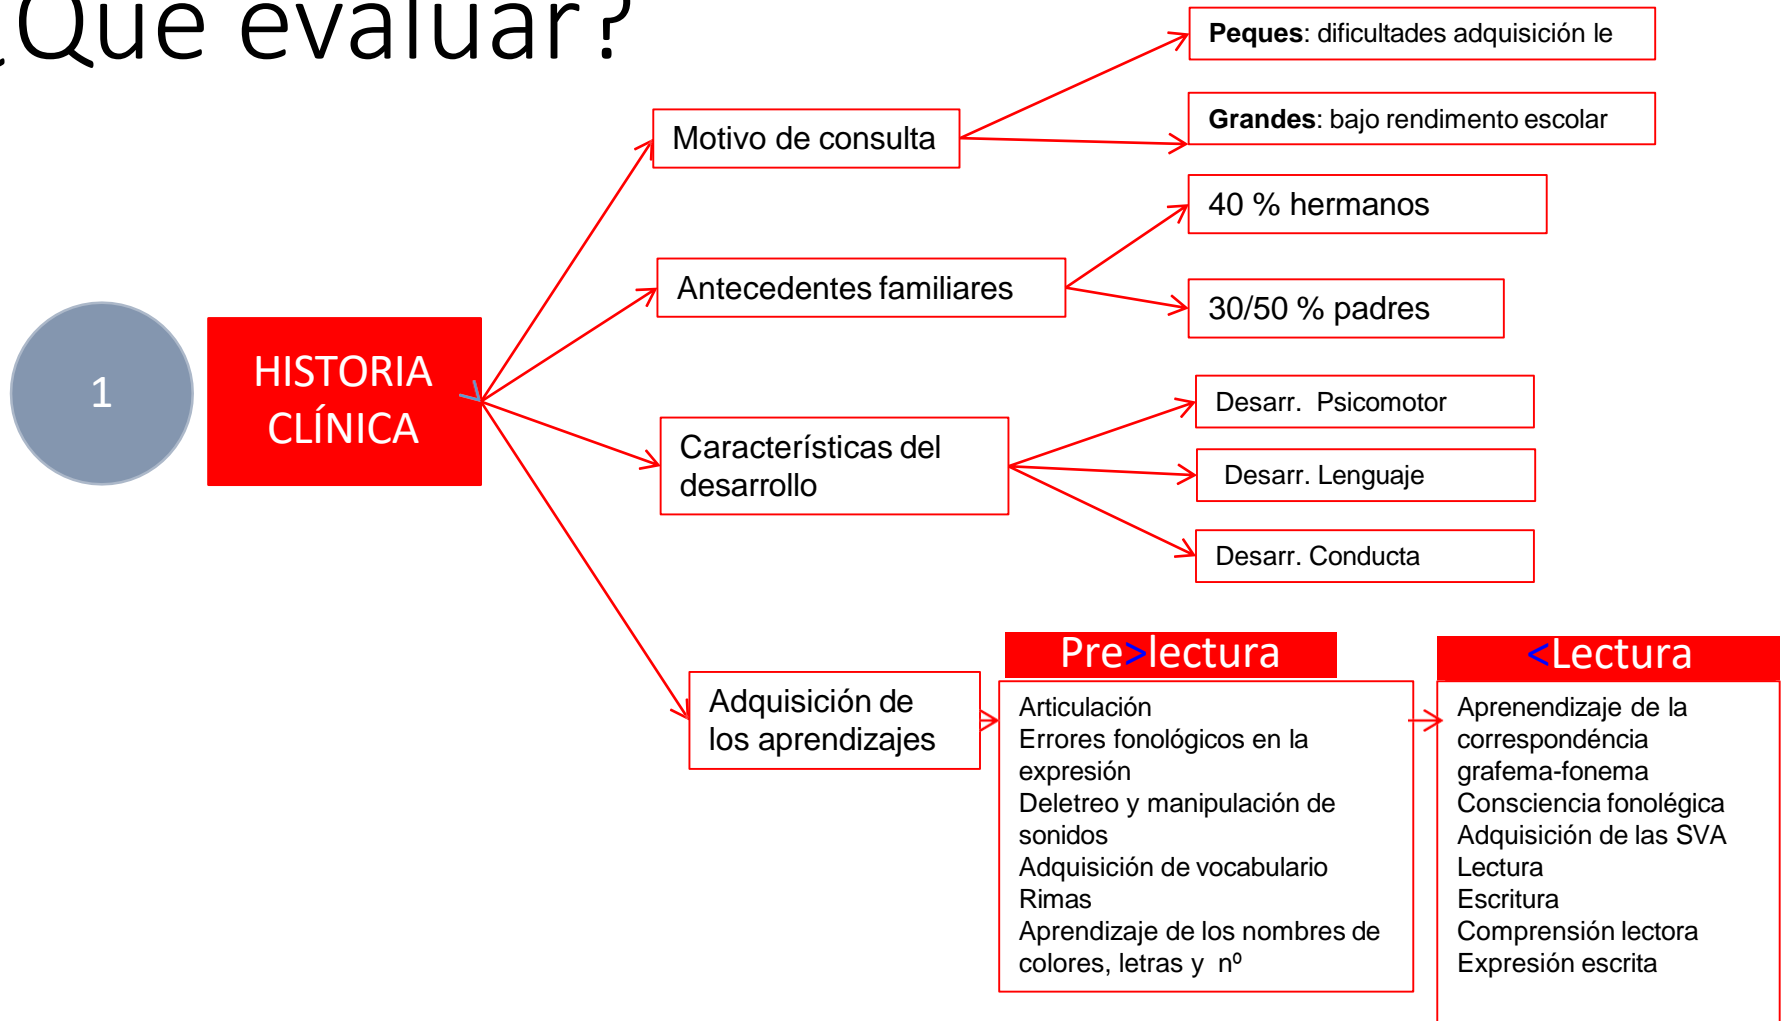 ¿Qué evaluar?
Peques: dificultades adquisición le
Grandes: bajo rendimento escolar
Motivo de consulta
40 % hermanos
Antecedentes familiares
30/50 % padres
1
HISTORIA
CLÍNICA
Desarr. Psicomotor
Característícas del
desarrollo
Desarr. Lenguaje
Desarr. Conducta
Adquisición de
los aprendizajes
Pre>lectura
Articulación
Errores fonológicos en la
expresión
Deletreo y manipulación de
sonidos
Adquisición de vocabulario
Rimas
Aprendizaje de los nombres de
colores, letras y nº
<Lectura
Aprenendizaje de la
correspondéncia
grafema-fonema
Consciencia fonolégica
Adquisición de las SVA
Lectura
Escritura
Comprensión lectora
Expresión escrita